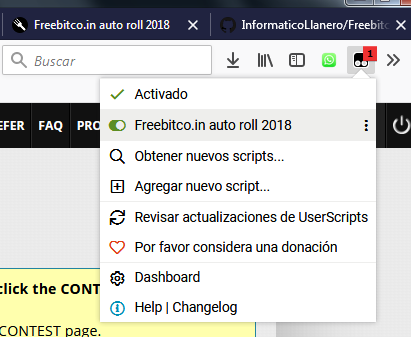 Freebitco.in auto roll 2018
InformaticoLlanero/Freebitc
Buscar
1
Activado
EFER FAQ PRO
Freebitco.in auto roll 2018
Obtener nuevos scripts...
Agregar nuevo script...
Revisar actualizaciones de UserScripts
Por favor considera una donación
click the CONT
Dashboard
Help | Changelog
CONTEST page.